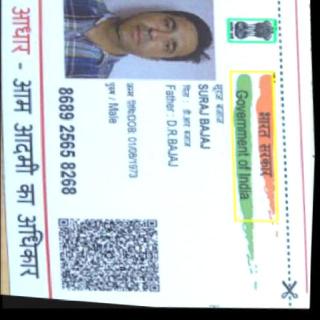 भारत सरकार
Government of India
सूरज बजाज
SURAJ BAJAJ
पिता : डी.आर.बजाज
Father : D.R.BAJAJ
जन्म तिथि/DOB: 01/08/1973
पुरुष / Male
8689 2565 8268
आधार - आम आदमी का अधिकार